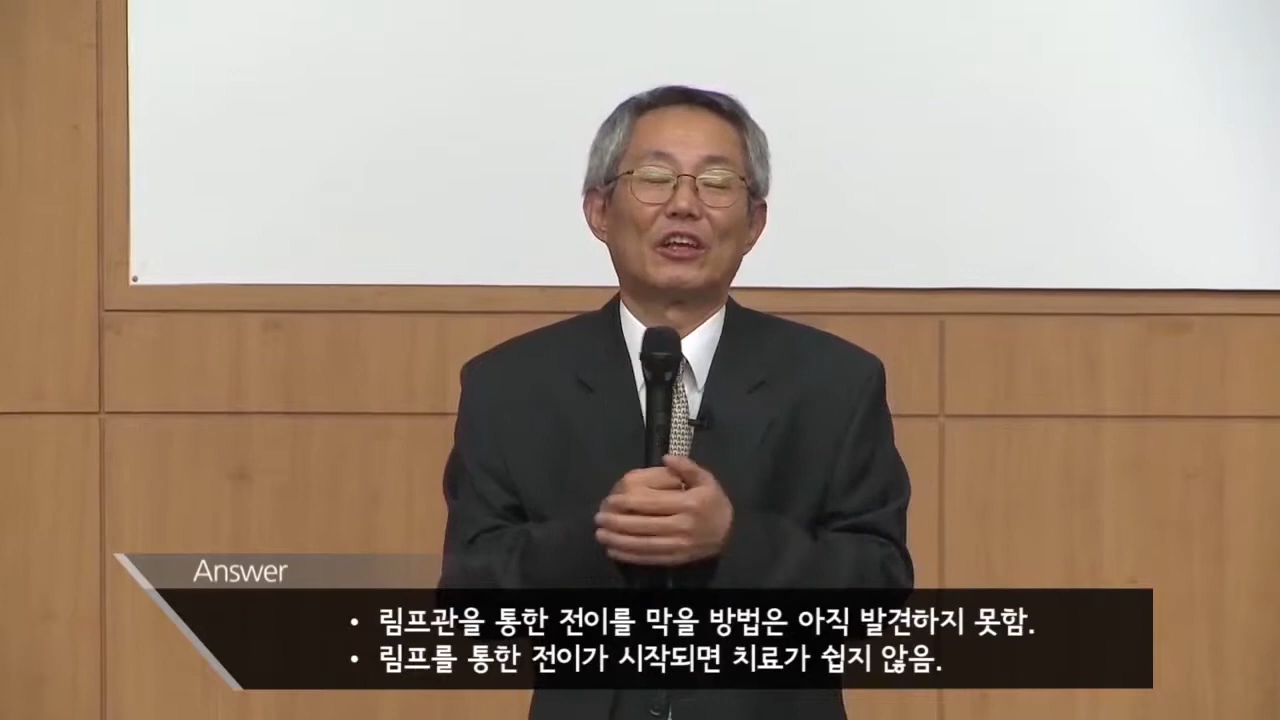 Answer
• 림프관을 통한 전이를 막을 방법은 아직 발견하지 못함.
• 림프를 통한 전이가 시작되면 치료가 쉽지 않음.